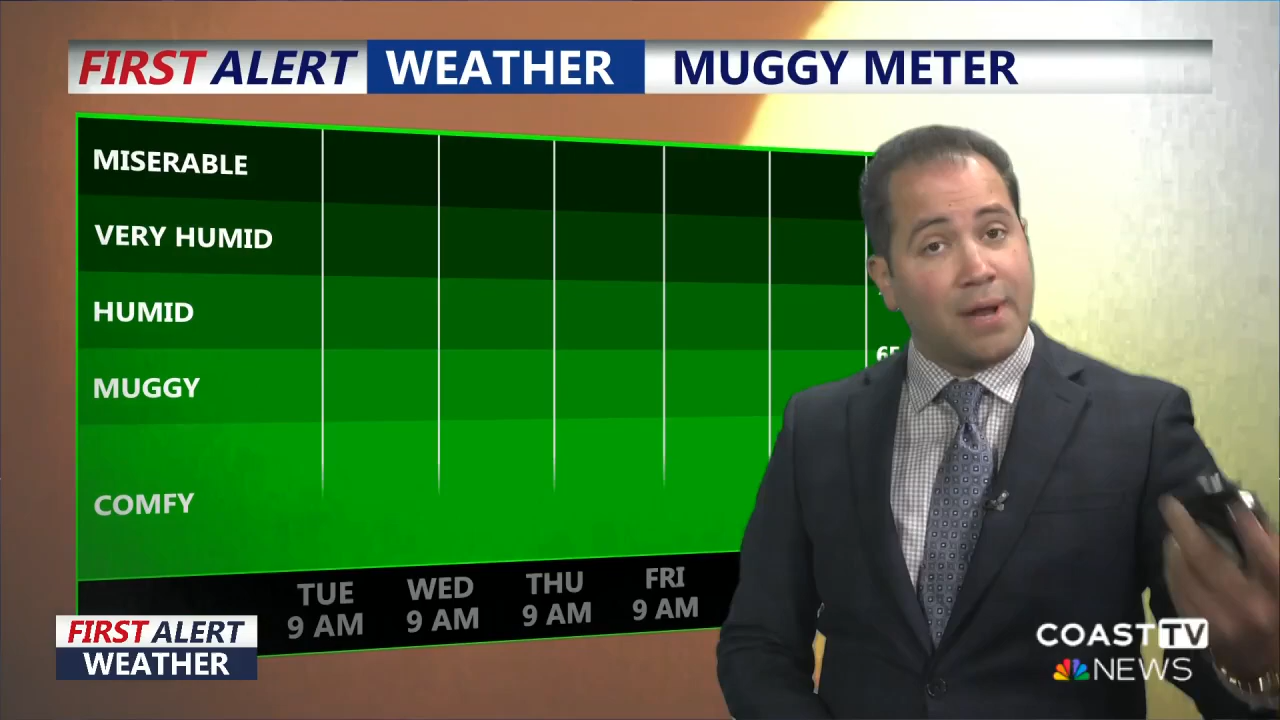 FIRST ALERT WEATHER MUGGY METER
MISERABLE
VERY HUMID
HUMID
65
MUGGY
COMFY
TUE WED THU FRI
9 AM 9 AM 9 AM 9 AM
FIRST ALERT
WEATHER
COAST TV
NEWS